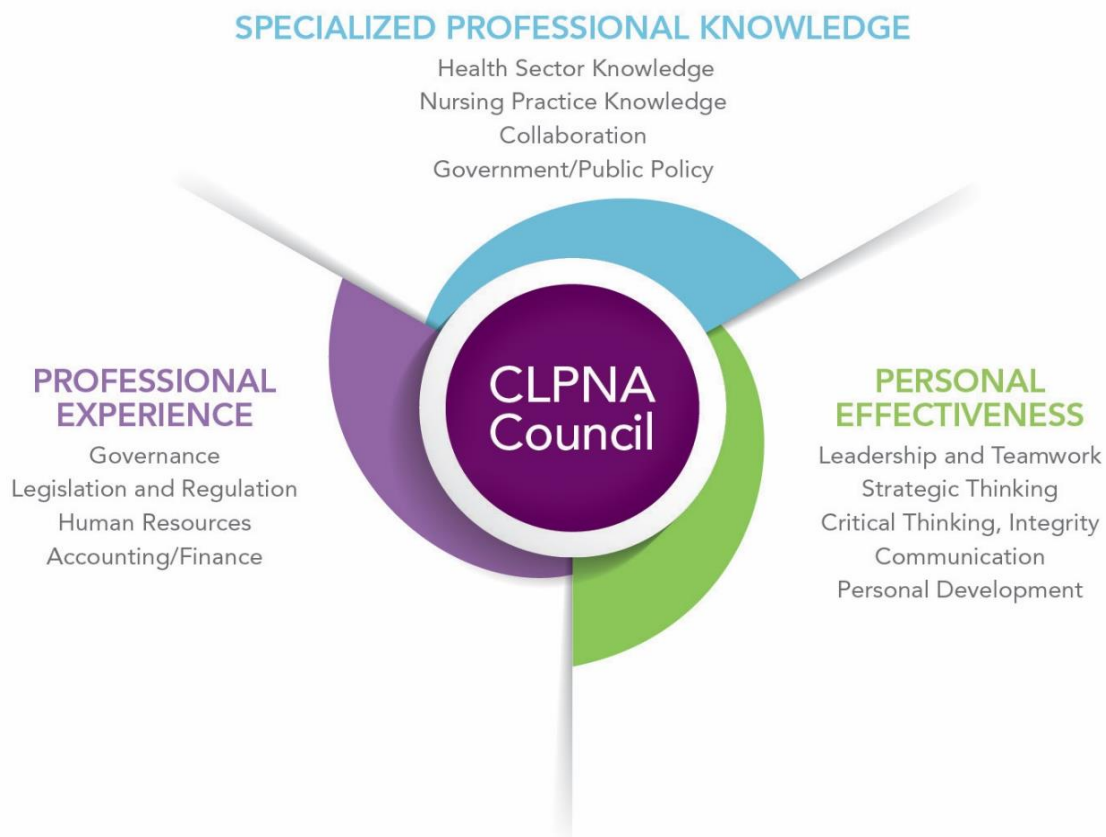 SPECIALIZED PROFESSIONAL KNOWLEDGE
Health Sector Knowledge
Nursing Practice Knowledge
Collaboration
Government/Public Policy
PROFESSIONAL
EXPERIENCE
Governance
Legislation and Regulation
Human Resources
Accounting/Finance
CLPNA
Council
PERSONAL
EFFECTIVENESS
Leadership and Teamwork
Strategic Thinking
Critical Thinking, Integrity
Communication
Personal Development